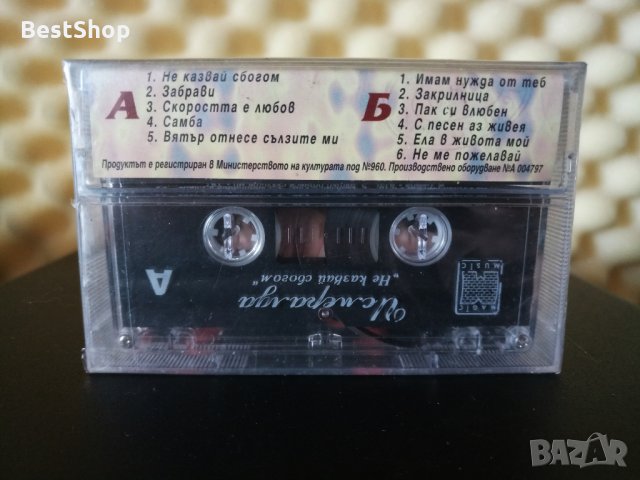 BestShop
А
1. Не казвай сбогом
2. Забрави
3. Скоростта е любов
4. Самба
5. Вятър отнесе сълзите ми
Б
1. Имам нужда от теб
2. Закрилница
3. Пак си влюбен
4. С песен аз живея
5. Ела в живота мой
6. Не ме пожелавай
Продуктът е регистриран в Министерството на културата под №960. Производствено оборудване №А 004797
А
Исмералда
„Не казвай сбогом“
MAGIC MUSIC
BAZAR